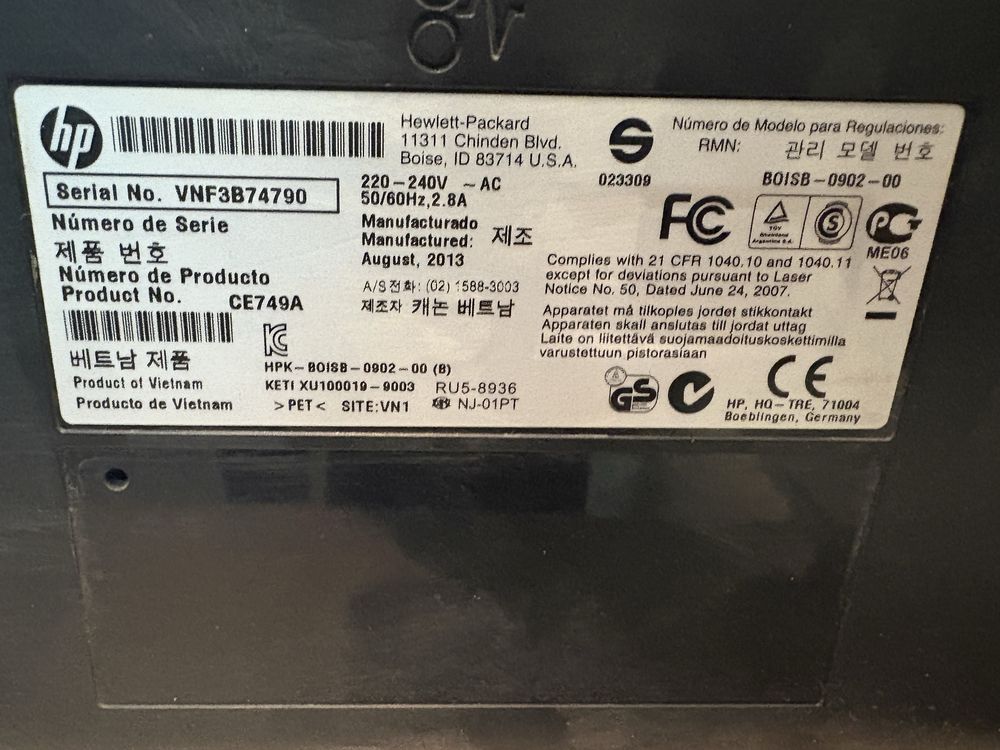 hp
Hewlett-Packard
11311 Chinden Blvd.
Boise, ID 83714 U.S.A.
Serial No. VNF3B74790
Número de Serie
제품 번호
Número de Producto
Product No. CE749A
베트남 제품
Product of Vietnam
Producto de Vietnam
220-240V ~ AC
50/60Hz, 2.8A
Manufacturado
Manufactured: 제조
August, 2013
A/S전화: (02) 1588-3003
제조자 캐논 베트남
HPK-BOISB-0902-00 (B)
KETI XU100019-9003 RU5-8936
>PET< SITE:VN1 NJ-01PT
S
023309
Número de Modelo para Regulaciones:
RMN: 관리 모델 번호
BOISB-0902-00
FC
TÜV
Rheinland
Argentina S.A.
S
PG
ME06
Complies with 21 CFR 1040.10 and 1040.11
except for deviations pursuant to Laser
Notice No. 50, Dated June 24, 2007.
Apparatet må tilkoples jordet stikkontakt
Apparaten skall anslutas till jordat uttag
Laite on liitettävä suojamaadoituskoskettimilla
varustettuun pistorasiaan
GS
CE
HP, HQ-TRE, 71004
Boeblingen, Germany